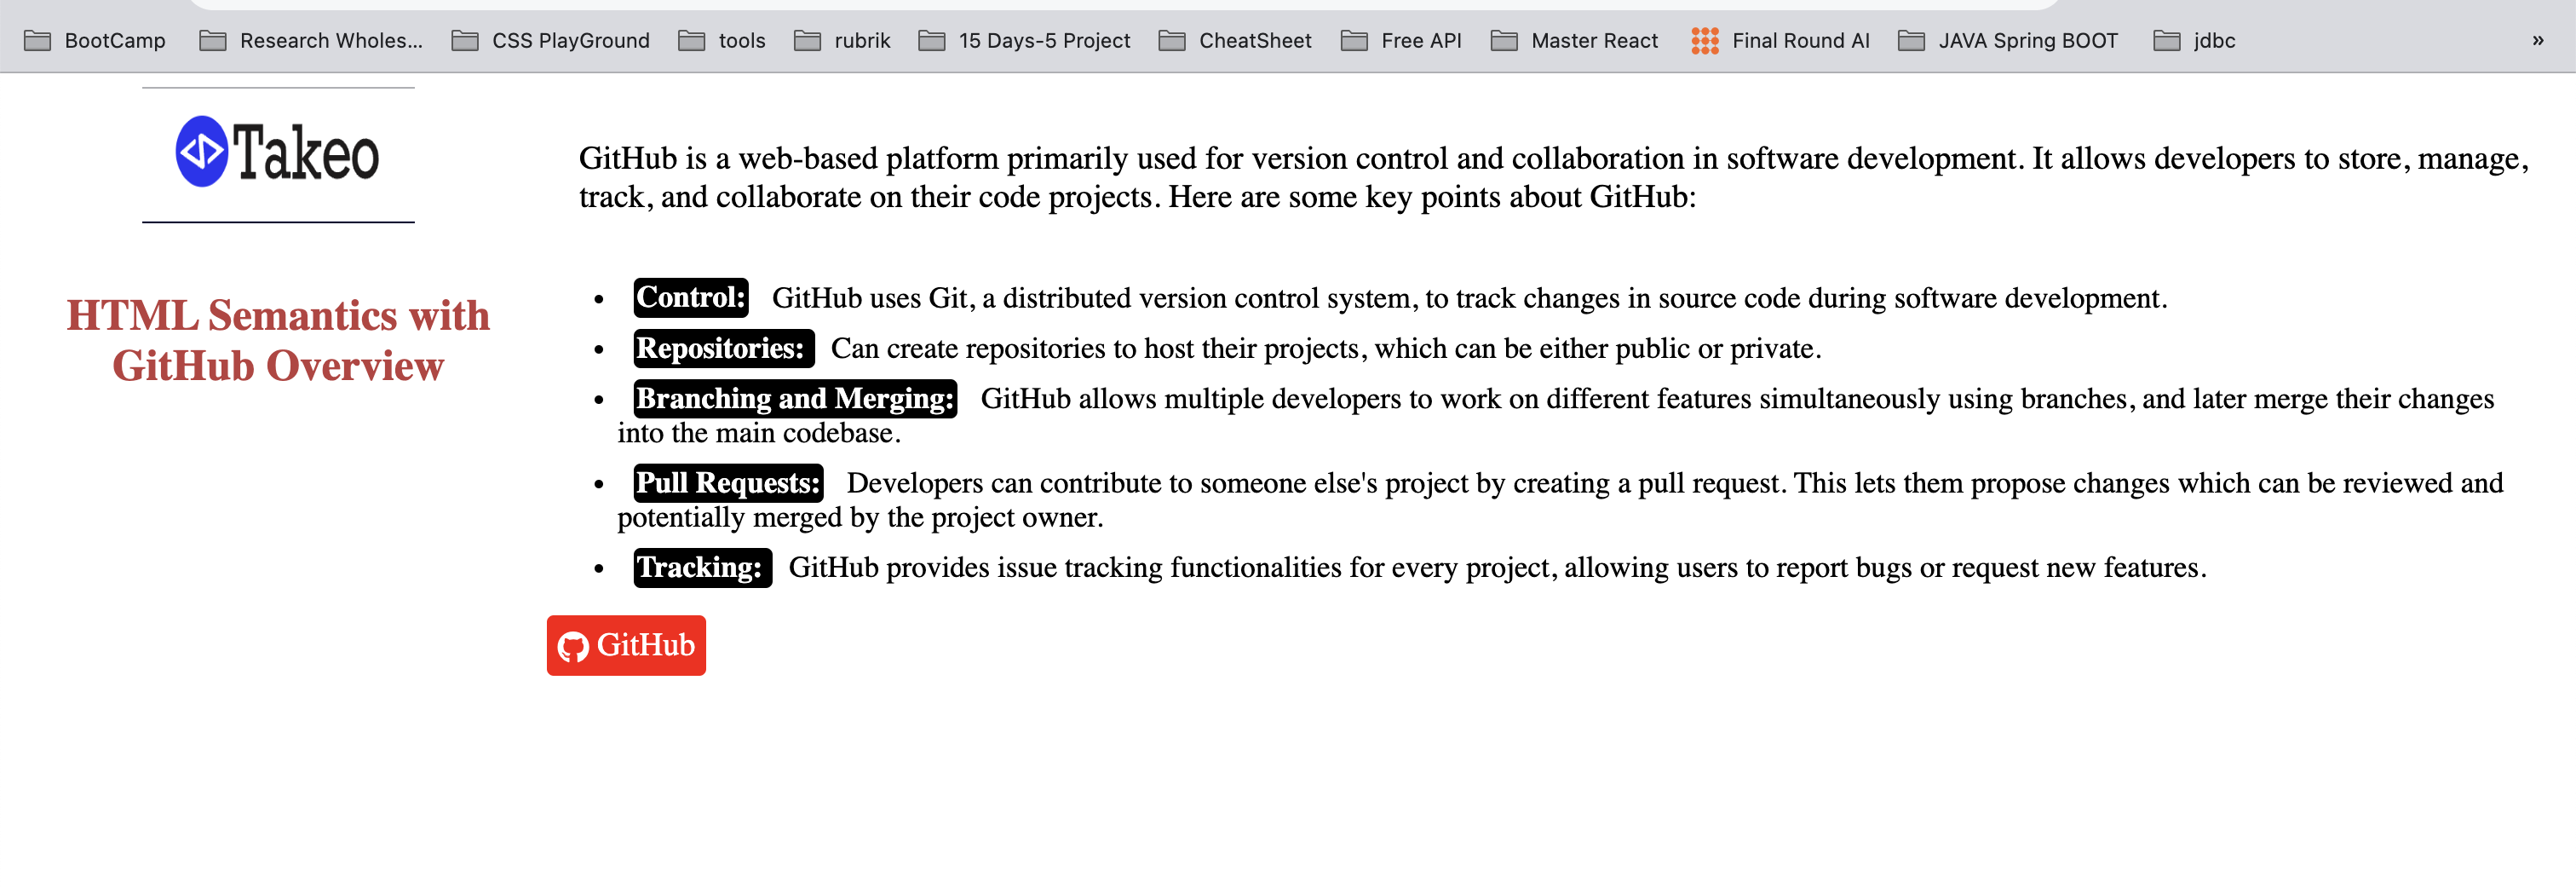 BootCamp Research Wholes... CSS PlayGround tools rubrik 15 Days-5 Project CheatSheet Free API Master React Final Round AI JAVA Spring BOOT jdbc »
Takeo
HTML Semantics with
GitHub Overview
GitHub is a web-based platform primarily used for version control and collaboration in software development. It allows developers to store, manage,
track, and collaborate on their code projects. Here are some key points about GitHub:
• Control: GitHub uses Git, a distributed version control system, to track changes in source code during software development.
• Repositories: Can create repositories to host their projects, which can be either public or private.
• Branching and Merging: GitHub allows multiple developers to work on different features simultaneously using branches, and later merge their changes
into the main codebase.
• Pull Requests: Developers can contribute to someone else's project by creating a pull request. This lets them propose changes which can be reviewed and
potentially merged by the project owner.
• Tracking: GitHub provides issue tracking functionalities for every project, allowing users to report bugs or request new features.
GitHub